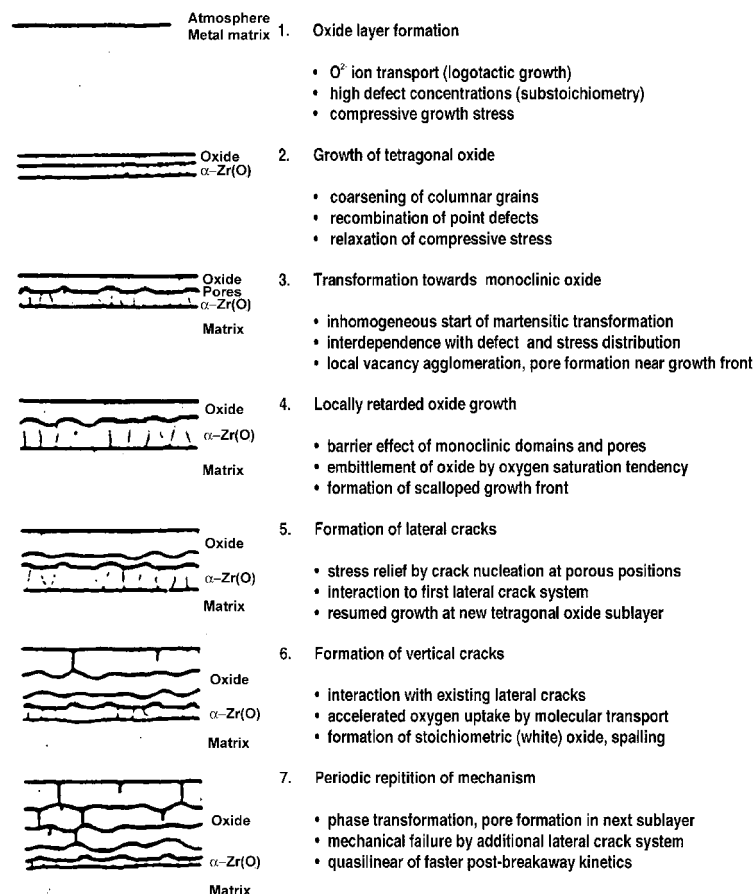 Atmosphere
Metal matrix
1. Oxide layer formation
• O²⁻ ion transport (logotactic growth)
• high defect concentrations (substoichiometry)
• compressive growth stress
Oxide
α–Zr(O)
2. Growth of tetragonal oxide
• coarsening of columnar grains
• recombination of point defects
• relaxation of compressive stress
Oxide
Pores
α–Zr(O)
Matrix
3. Transformation towards monoclinic oxide
• inhomogeneous start of martensitic transformation
• interdependence with defect and stress distribution
• local vacancy agglomeration, pore formation near growth front
Oxide
α–Zr(O)
Matrix
4. Locally retarded oxide growth
• barrier effect of monoclinic domains and pores
• embittlement of oxide by oxygen saturation tendency
• formation of scalloped growth front
Oxide
α–Zr(O)
Matrix
5. Formation of lateral cracks
• stress relief by crack nucleation at porous positions
• interaction to first lateral crack system
• resumed growth at new tetragonal oxide sublayer
Oxide
α–Zr(O)
Matrix
6. Formation of vertical cracks
• interaction with existing lateral cracks
• accelerated oxygen uptake by molecular transport
• formation of stoichiometric (white) oxide, spalling
Oxide
α–Zr(O)
Matrix
7. Periodic repitition of mechanism
• phase transformation, pore formation in next sublayer
• mechanical failure by additional lateral crack system
• quasilinear of faster post-breakaway kinetics